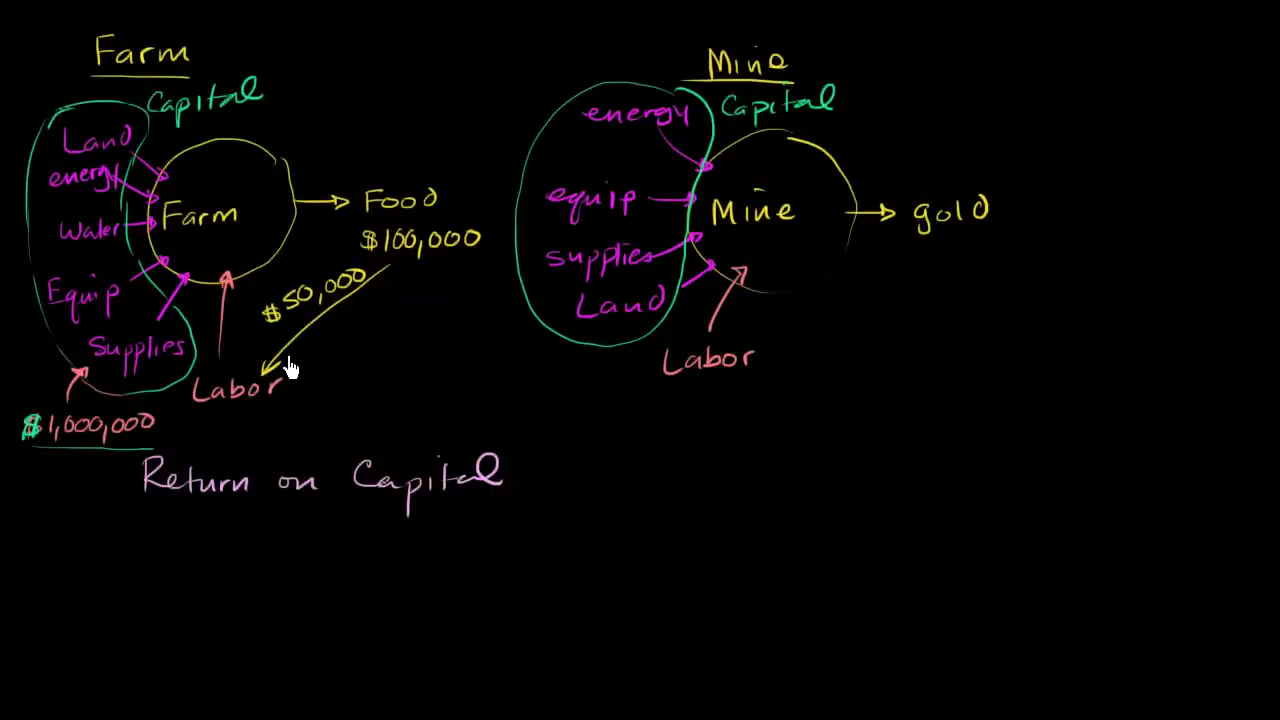 Farm
Capital
Land
energy
Water
Equip
Supplies
Farm
Food
$100,000
$50,000
Labor
$1,000,000
Return on Capital
Mine
Capital
energy
equip
supplies
Land
Mine
gold
Labor